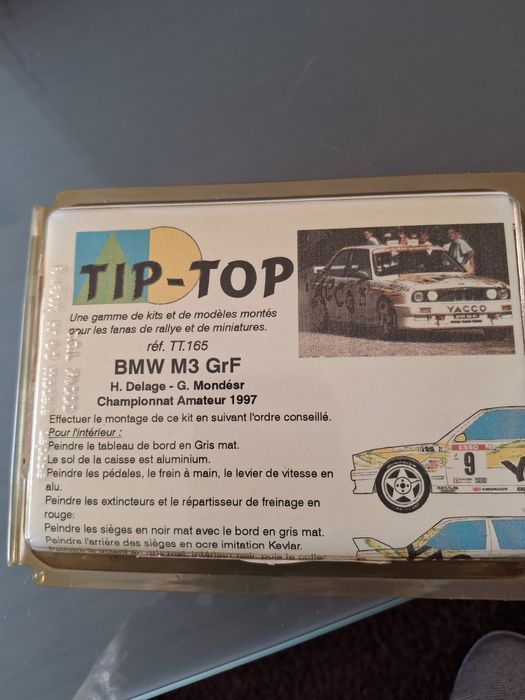 TIP-TOP
Une gamme de kits et de modèles montés
pour les fanas de rallye et de miniatures.
réf. TT.165
BMW M3 GrF
H. Delage - G. Mondésr
Championnat Amateur 1997
Effectuer le montage de ce kit en suivant l'ordre conseillé.
Pour l'intérieur :
Peindre le tableau de bord en Gris mat.
Le sol de la caisse est aluminium.
Peindre les pédales, le frein à main, le levier de vitesse en
alu.
Peindre les extincteurs et le répartisseur de freinage en
rouge.
Peindre les sièges en noir mat avec le bord en gris mat.
Peindre l'arrière des sièges en ocre imitation Kevlar.
YACCO
ESSO
9